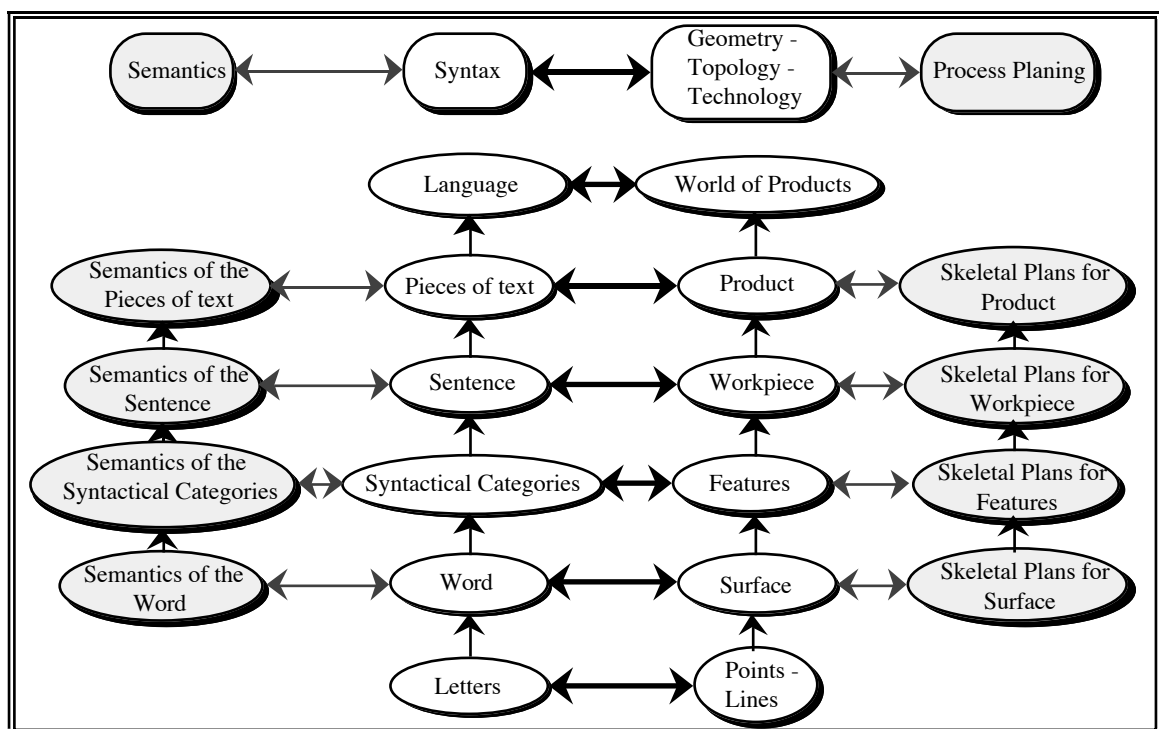 Semantics
Syntax
Geometry -
Topology -
Technology
Process Planing
Language
World of Products
Semantics of the
Pieces of text
Pieces of text
Product
Skeletal Plans for
Product
Semantics of the
Sentence
Sentence
Workpiece
Skeletal Plans for
Workpiece
Semantics of the
Syntactical Categories
Syntactical Categories
Features
Skeletal Plans for
Features
Semantics of the
Word
Word
Surface
Skeletal Plans for
Surface
Letters
Points -
Lines